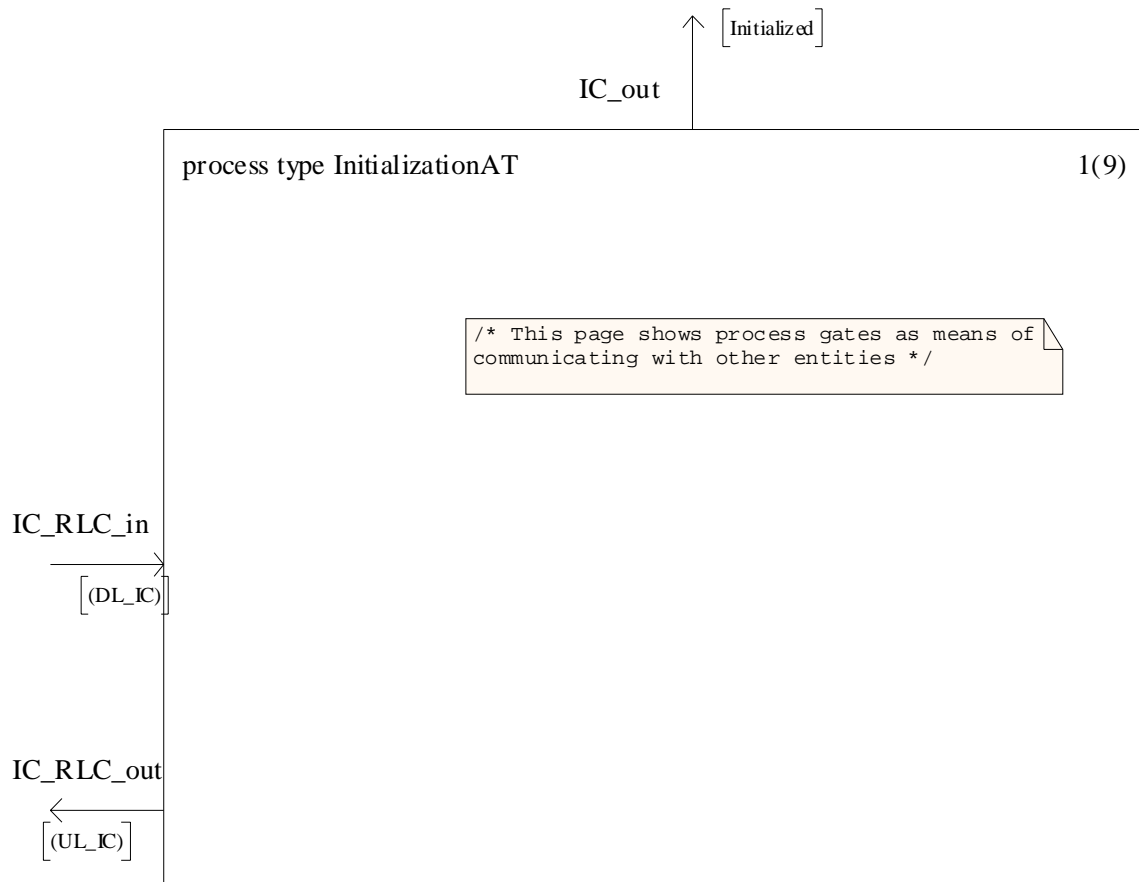 [Initialized]
IC_out
process type InitializationAT 1(9)
/* This page shows process gates as means of
communicating with other entities */
IC_RLC_in
[(DL_IC)]
IC_RLC_out
[(UL_IC)]